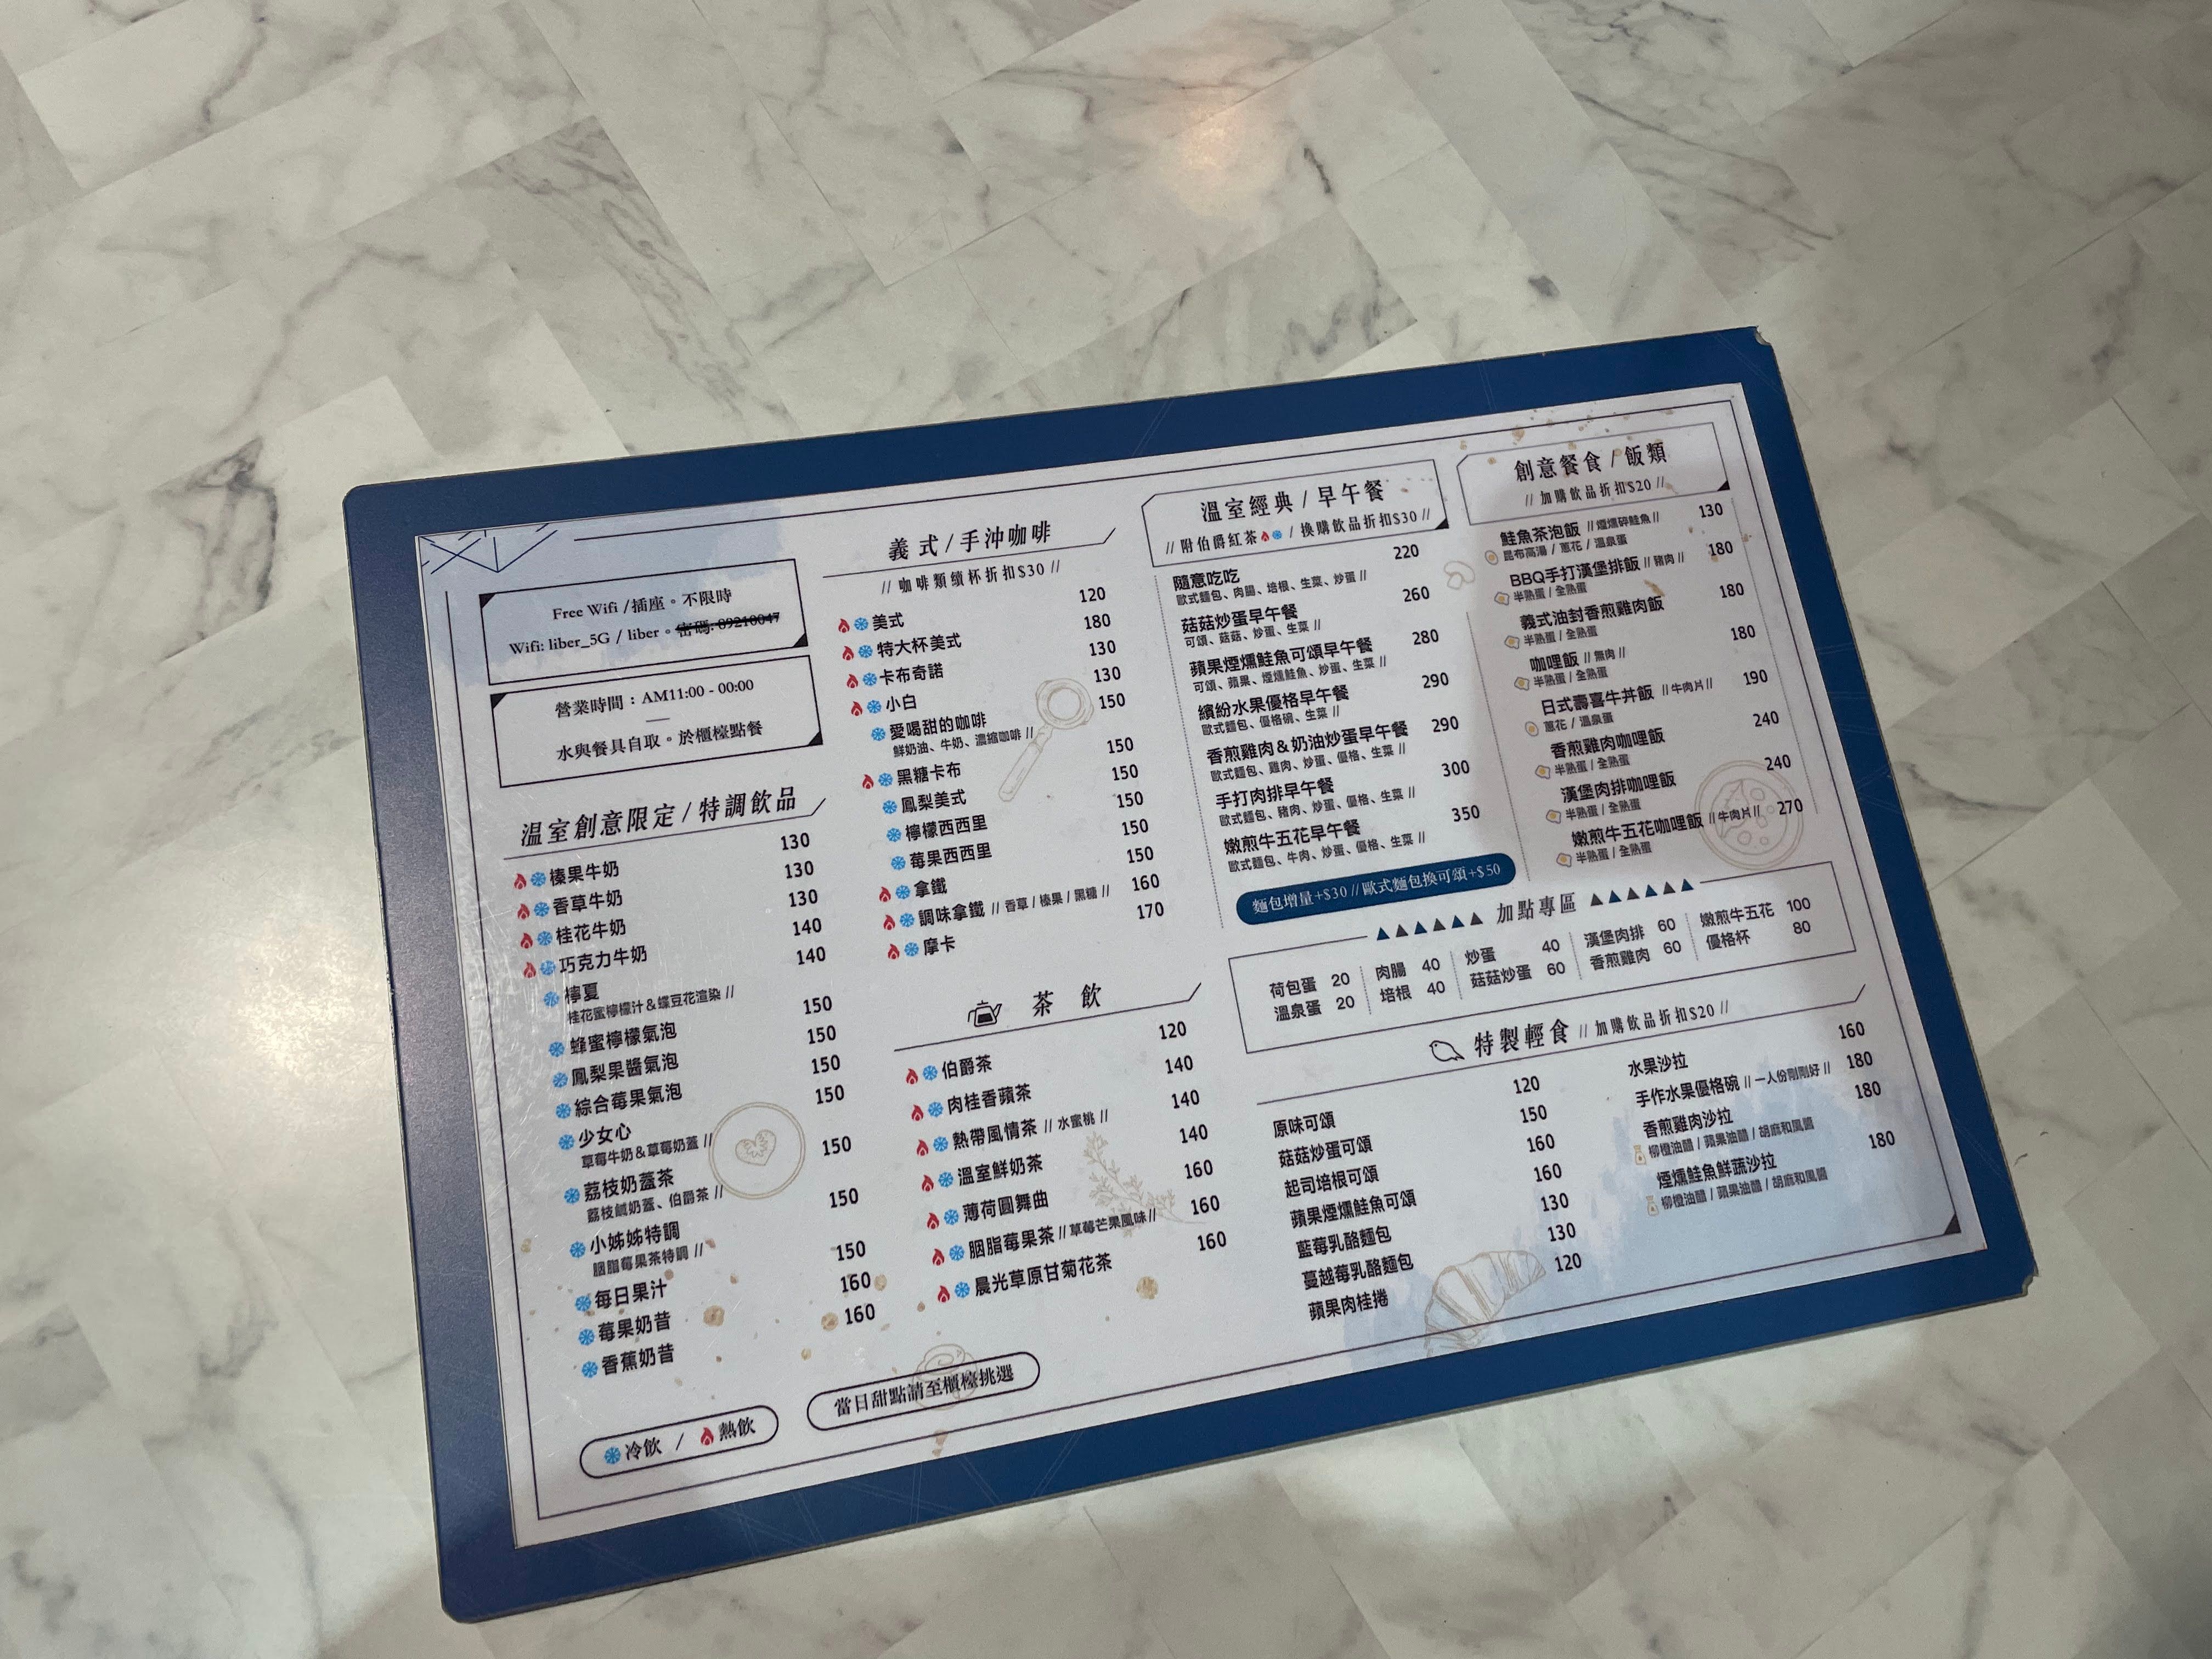 Free Wifi /插座。不限時
Wifi: liber_5G / liber。密碼: 89210047
營業時間：AM11:00 - 00:00
水與餐具自取。於櫃檯點餐
溫室創意限定/特調飲品
榛果牛奶 130
香草牛奶 130
桂花牛奶 130
巧克力牛奶 140
檸夏 140
桂花蜜檸檬汁＆蝶豆花渲染 //
蜂蜜檸檬氣泡 150
鳳梨果醬氣泡 150
綜合莓果氣泡 150
少女心 150
草莓牛奶＆草莓奶蓋 //
荔枝奶蓋茶 150
荔枝鹹奶蓋、伯爵茶 //
小姊姊特調 150
胭脂莓果茶特調 //
每日果汁 150
莓果奶昔 160
香蕉奶昔 160
冷飲 / 熱飲
當日甜點請至櫃檯挑選
義式/手沖咖啡
// 咖啡類續杯折扣$30 //
美式 120
特大杯美式 180
卡布奇諾 130
小白 130
愛喝甜的咖啡 150
鮮奶油、牛奶、濃縮咖啡 //
黑糖卡布 150
鳳梨美式 150
檸檬西西里 150
莓果西西里 150
拿鐵 150
調味拿鐵 // 香草 / 榛果 / 黑糖 // 160
摩卡 170
茶 飲
伯爵茶 120
肉桂香蘋茶 140
熱帶風情茶 // 水蜜桃 // 140
溫室鮮奶茶 140
薄荷圓舞曲 160
胭脂莓果茶 // 草莓芒果風味 // 160
晨光草原甘菊花茶 160
溫室經典/早午餐
// 附伯爵紅茶 / 換購飲品折扣$30 //
隨意吃吃 220
歐式麵包、肉腸、培根、生菜、炒蛋 //
菇菇炒蛋早午餐 260
可頌、菇菇、炒蛋、生菜 //
蘋果煙燻鮭魚可頌早午餐 280
可頌、蘋果、煙燻鮭魚、炒蛋、生菜 //
繽紛水果優格早午餐 290
歐式麵包、優格碗、生菜 //
香煎雞肉＆奶油炒蛋早午餐 290
歐式麵包、雞肉、炒蛋、優格、生菜 //
手打肉排早午餐 300
歐式麵包、豬肉、炒蛋、優格、生菜 //
嫩煎牛五花早午餐 350
歐式麵包、牛肉、炒蛋、優格、生菜 //
麵包增量+$30 // 歐式麵包換可頌+$50
創意餐食/飯類
// 加購飲品折扣$20 //
鮭魚茶泡飯 // 煙燻碎鮭魚 // 130
昆布高湯 / 蔥花 / 溫泉蛋
BBQ手打漢堡排飯 // 豬肉 // 180
半熟蛋 / 全熟蛋
義式油封香煎雞肉飯 180
半熟蛋 / 全熟蛋
咖哩飯 // 無肉 // 180
半熟蛋 / 全熟蛋
日式壽喜牛丼飯 // 牛肉片 // 190
蔥花 / 溫泉蛋
香煎雞肉咖哩飯 240
半熟蛋 / 全熟蛋
漢堡肉排咖哩飯 240
半熟蛋 / 全熟蛋
嫩煎牛五花咖哩飯 // 牛肉片 // 270
半熟蛋 / 全熟蛋
加點專區
荷包蛋 20 肉腸 40 炒蛋 40 漢堡肉排 60 嫩煎牛五花 100
溫泉蛋 20 培根 40 菇菇炒蛋 60 香煎雞肉 60 優格杯 80
特製輕食 // 加購飲品折扣$20 //
原味可頌 120
菇菇炒蛋可頌 150
起司培根可頌 160
蘋果煙燻鮭魚可頌 160
藍莓乳酪麵包 130
蔓越莓乳酪麵包 130
蘋果肉桂捲 120
水果沙拉 160
手作水果優格碗 // 一人份剛剛好 // 180
香煎雞肉沙拉 180
柳橙油醋 / 蘋果油醋 / 胡麻和風醬
煙燻鮭魚鮮蔬沙拉 180
柳橙油醋 / 蘋果油醋 / 胡麻和風醬